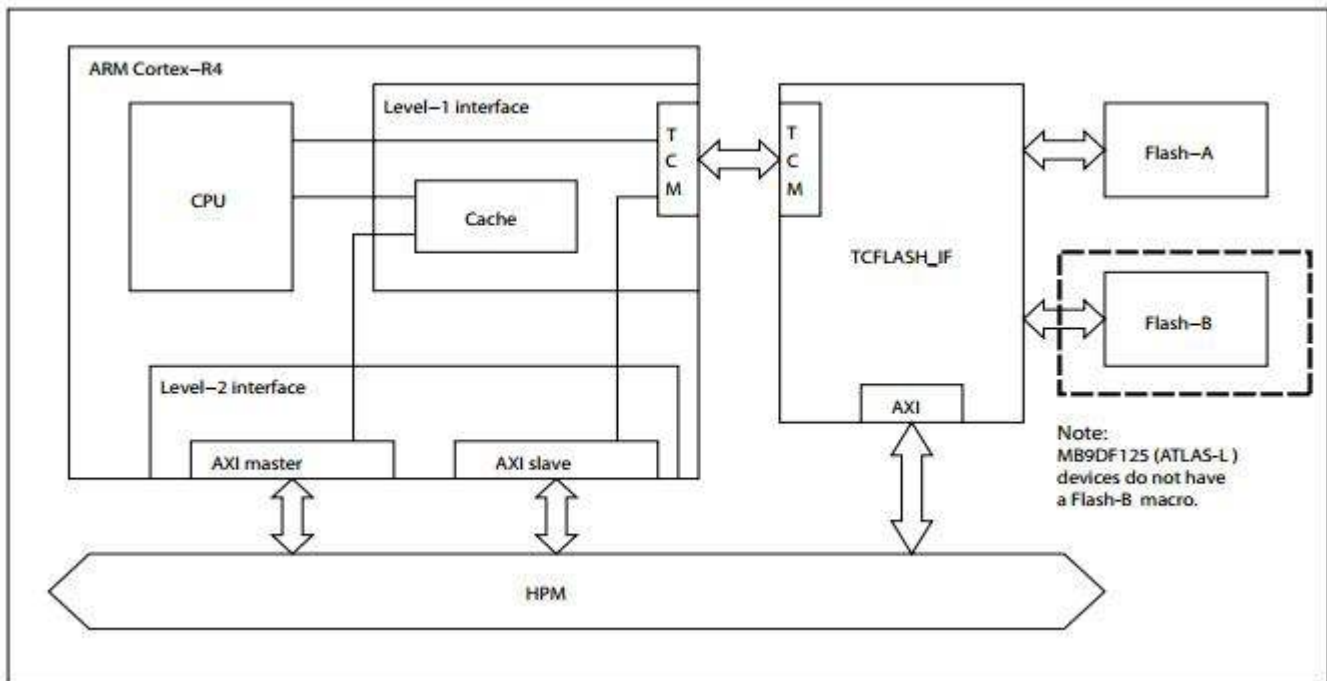 ARM Cortex–R4
Level–1 interface
CPU
Cache
T
C
M
T
C
M
TCFLASH_IF
Flash–A
Flash–B
Level–2 interface
AXI master
AXI slave
AXI
Note:
MB9DF125 (ATLAS-L )
devices do not have
a Flash-B macro.
HPM